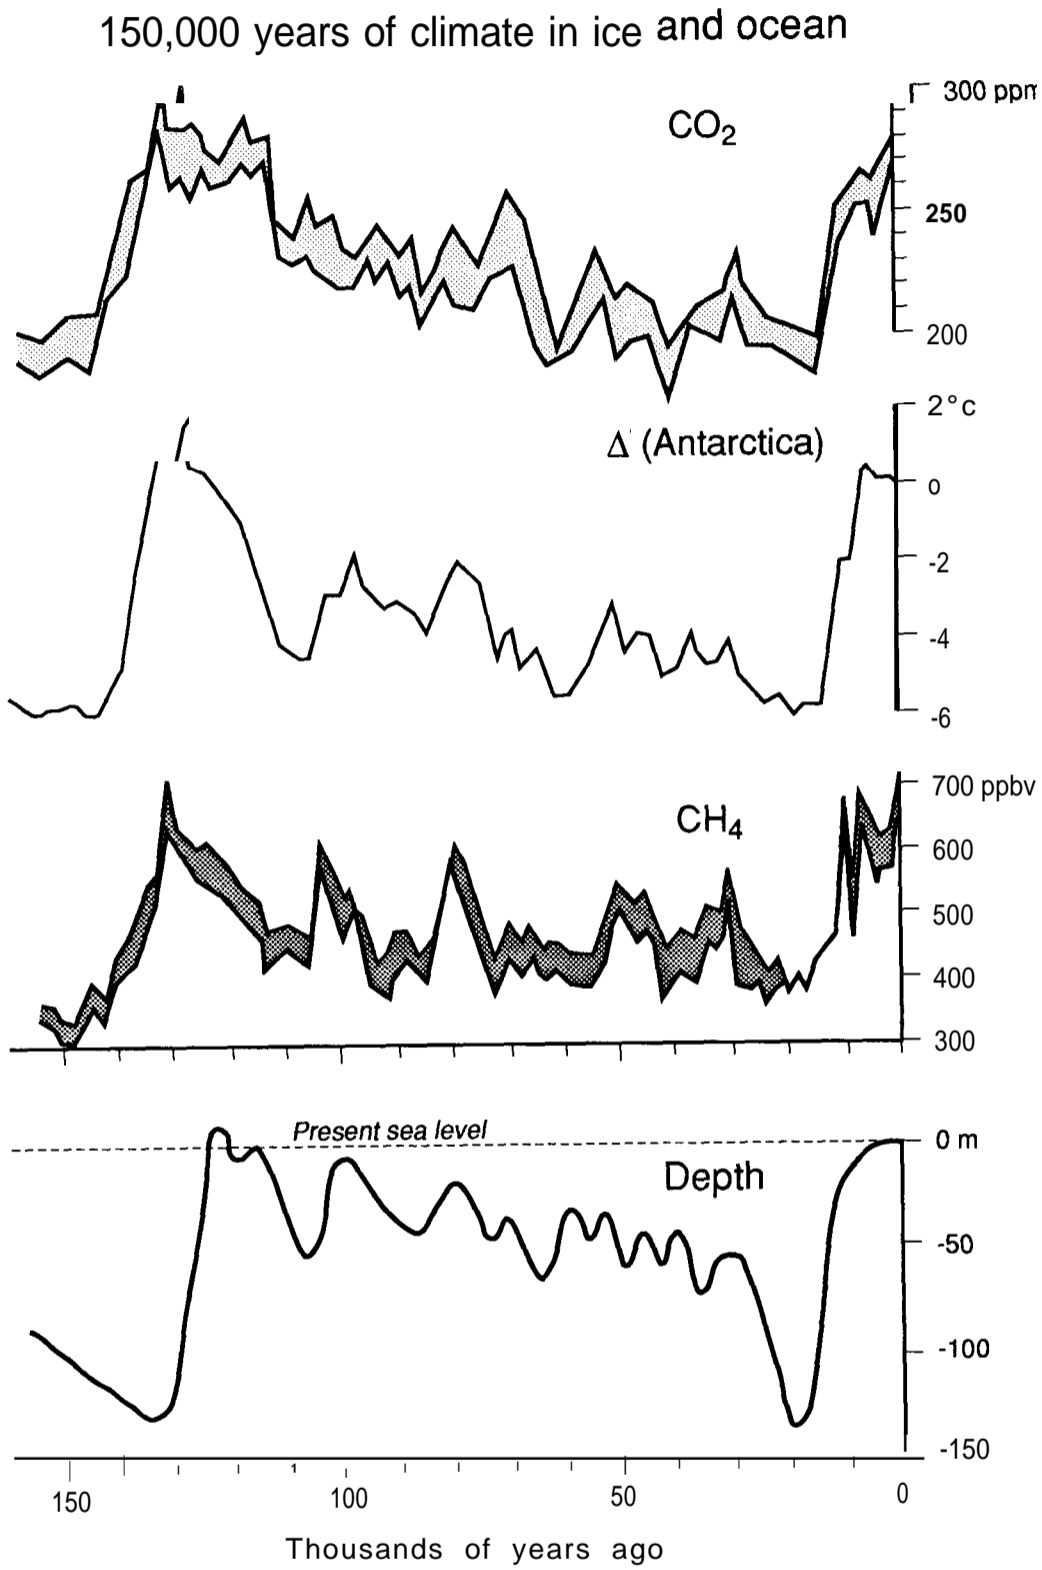 150,000 years of climate in ice and ocean
300 ppm
CO₂
250
200
2°c
Δ (Antarctica)
0
-2
-4
-6
700 ppbv
CH₄
600
500
400
300
Present sea level
0 m
Depth
-50
-100
-150
150 100 50 0
Thousands of years ago